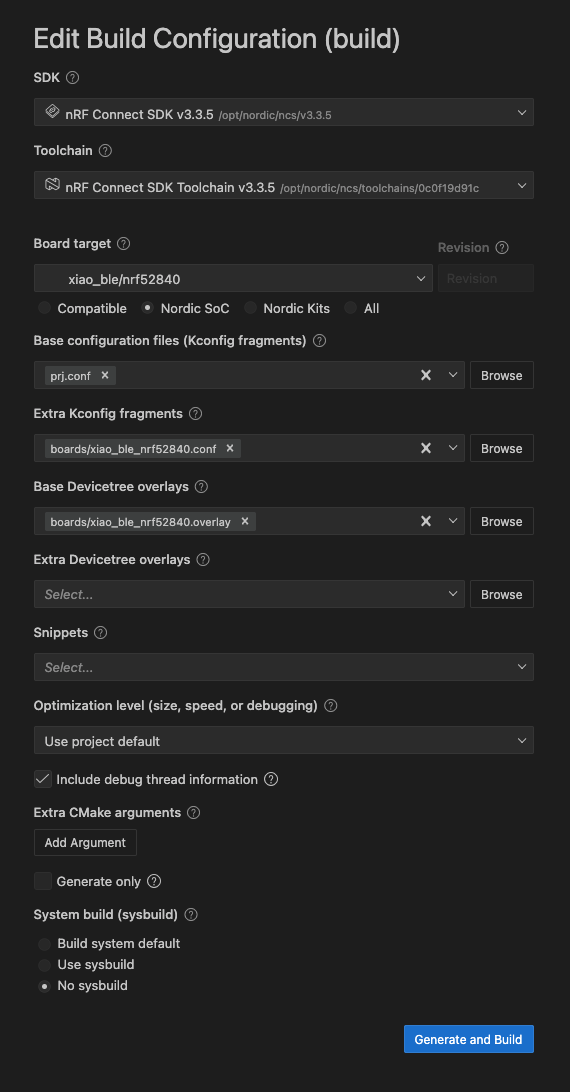 Edit Build Configuration (build)
SDK
nRF Connect SDK v3.3.5 /opt/nordic/ncs/v3.3.5
Toolchain
nRF Connect SDK Toolchain v3.3.5 /opt/nordic/ncs/toolchains/0c0f19d91c
Board target
Revision
xiao_ble/nrf52840
Revision
Compatible Nordic SoC Nordic Kits All
Base configuration files (Kconfig fragments)
prj.conf Browse
Extra Kconfig fragments
boards/xiao_ble_nrf52840.conf Browse
Base Devicetree overlays
boards/xiao_ble_nrf52840.overlay Browse
Extra Devicetree overlays
Select... Browse
Snippets
Select...
Optimization level (size, speed, or debugging)
Use project default
Include debug thread information
Extra CMake arguments
Add Argument
Generate only
System build (sysbuild)
Build system default
Use sysbuild
No sysbuild
Generate and Build